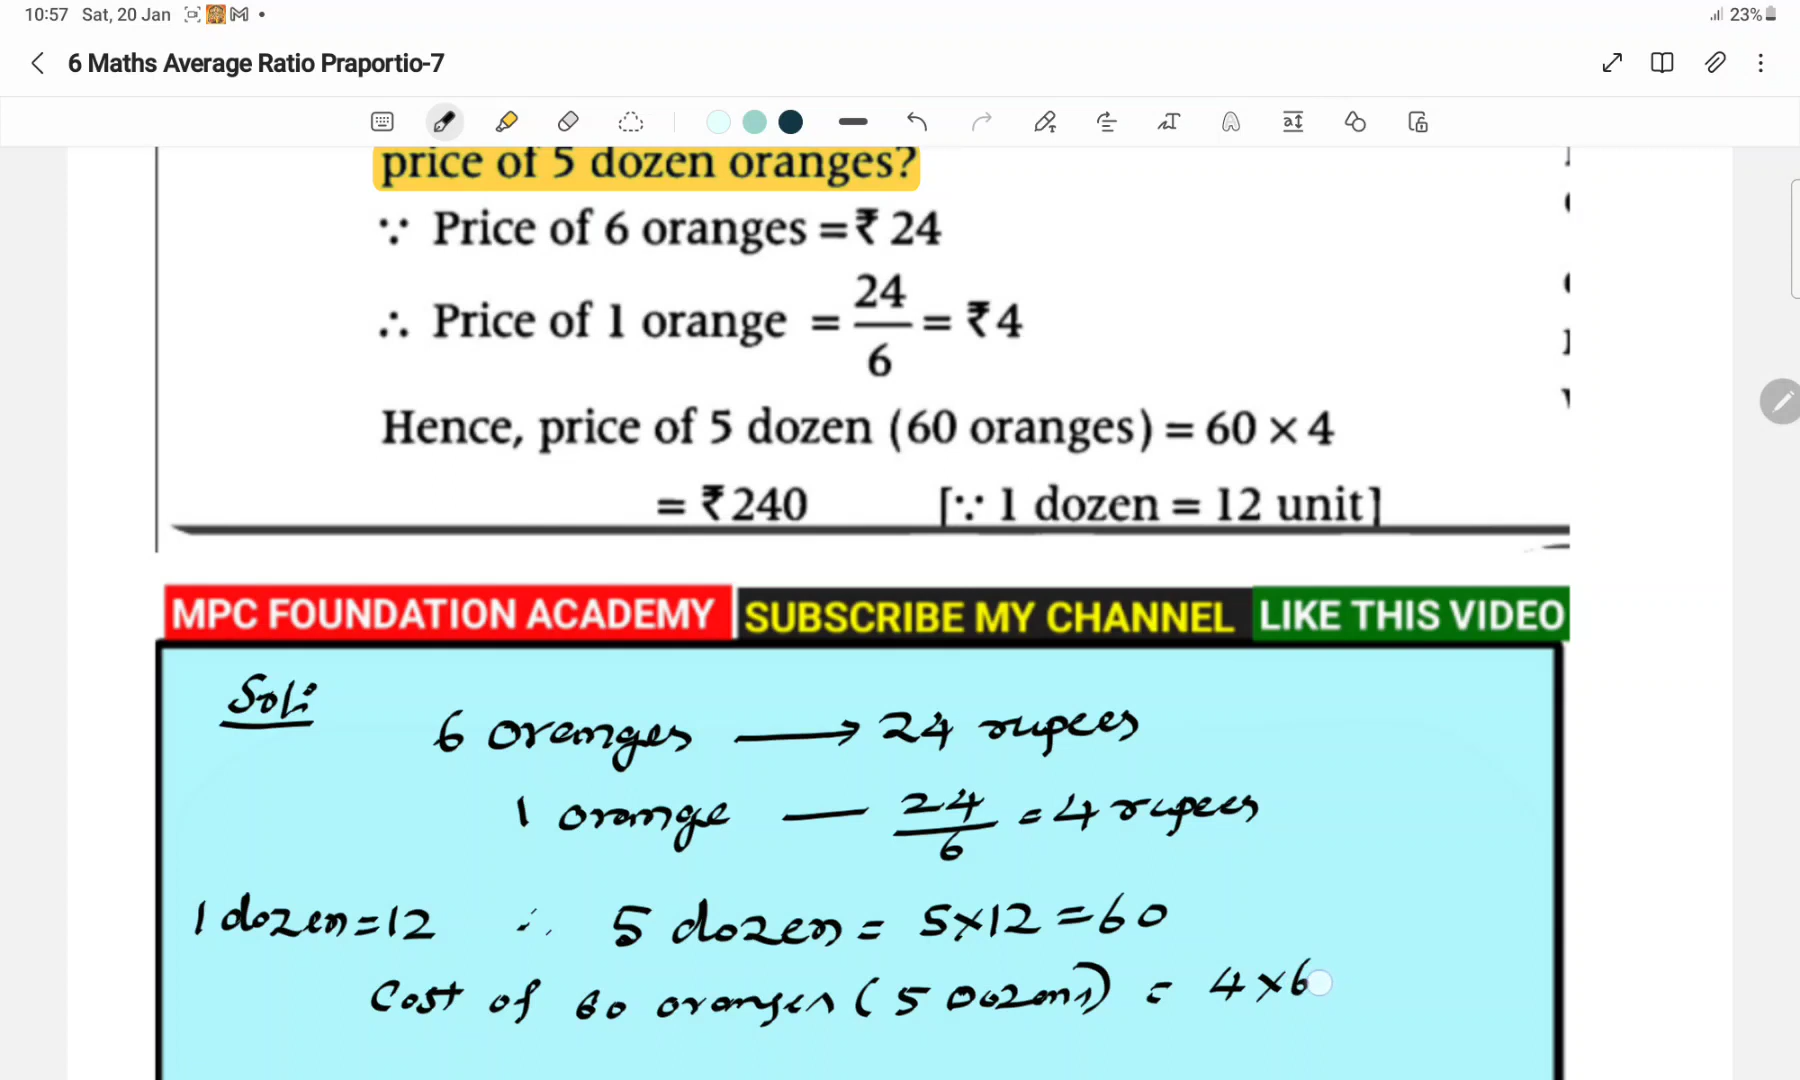 10:57 Sat, 20 Jan 23%
6 Maths Average Ratio Praportio-7
price of 5 dozen oranges?
∵ Price of 6 oranges = ₹ 24
∴ Price of 1 orange = 24/6 = ₹ 4
Hence, price of 5 dozen (60 oranges) = 60 × 4
= ₹ 240 [∵ 1 dozen = 12 unit]
MPC FOUNDATION ACADEMY SUBSCRIBE MY CHANNEL LIKE THIS VIDEO
Sol:
6 oranges → 24 rupees
1 orange — 24/6 = 4 rupees
1 dozen = 12 ∴ 5 dozen = 5×12 = 60
Cost of 60 oranges (5 Dozens) = 4×6